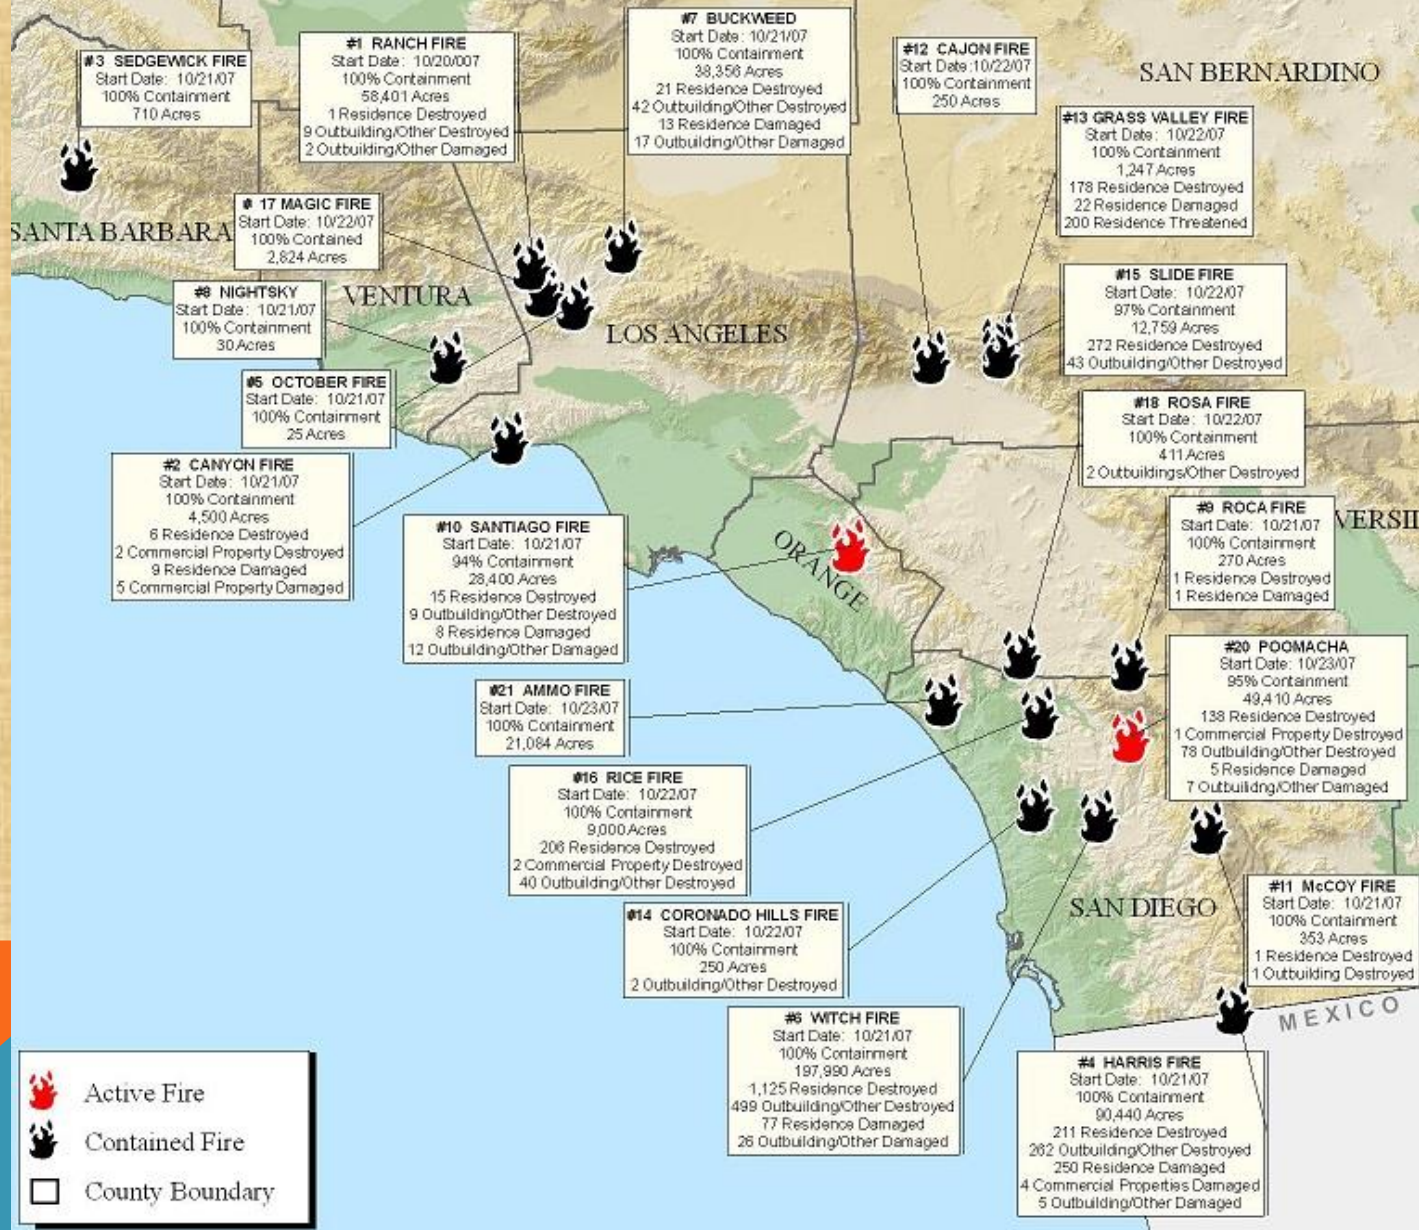 #3 SEDGEWICK FIRE
Start Date: 10/21/07
100% Containment
710 Acres
#1 RANCH FIRE
Start Date: 10/20/007
100% Containment
58,401 Acres
1 Residence Destroyed
9 Outbuilding/Other Destroyed
2 Outbuilding/Other Damaged
#7 BUCKWEED
Start Date: 10/21/07
100% Containment
38,356 Acres
21 Residence Destroyed
42 Outbuilding/Other Destroyed
13 Residence Damaged
17 Outbuilding/Other Damaged
#12 CAJON FIRE
Start Date:10/22/07
100% Containment
250 Acres
SAN BERNARDINO
#13 GRASS VALLEY FIRE
Start Date: 10/22/07
100% Containment
1,247 Acres
178 Residence Destroyed
22 Residence Damaged
200 Residence Threatened
# 17 MAGIC FIRE
Start Date: 10/22/07
100% Contained
2,824 Acres
SANTA BARBARA
#8 NIGHTSKY
Start Date: 10/21/07
100% Containment
30 Acres
VENTURA
LOS ANGELES
#15 SLIDE FIRE
Start Date: 10/22/07
97% Containment
12,759 Acres
272 Residence Destroyed
43 Outbuilding/Other Destroyed
#5 OCTOBER FIRE
Start Date: 10/21/07
100% Containment
25 Acres
#18 ROSA FIRE
Start Date: 10/22/07
100% Containment
411 Acres
2 Outbuildings/Other Destroyed
#2 CANYON FIRE
Start Date: 10/21/07
100% Containment
4,500 Acres
6 Residence Destroyed
2 Commercial Property Destroyed
9 Residence Damaged
5 Commercial Property Damaged
#10 SANTIAGO FIRE
Start Date: 10/21/07
94% Containment
28,400 Acres
15 Residence Destroyed
9 Outbuilding/Other Destroyed
8 Residence Damaged
12 Outbuilding/Other Damaged
ORANGE
#9 ROCA FIRE
Start Date: 10/21/07
100% Containment
270 Acres
1 Residence Destroyed
1 Residence Damaged
VERSI
#20 POOMACHA
Start Date: 10/23/07
95% Containment
49,410 Acres
138 Residence Destroyed
1 Commercial Property Destroyed
78 Outbuilding/Other Destroyed
5 Residence Damaged
7 Outbuilding/Other Damaged
#21 AMMO FIRE
Start Date: 10/23/07
100% Containment
21,084 Acres
#16 RICE FIRE
Start Date: 10/22/07
100% Containment
9,000 Acres
206 Residence Destroyed
2 Commercial Property Destroyed
40 Outbuilding/Other Destroyed
#14 CORONADO HILLS FIRE
Start Date: 10/22/07
100% Containment
250 Acres
2 Outbuilding/Other Destroyed
SAN DIEGO
#11 McCOY FIRE
Start Date: 10/21/07
100% Containment
353 Acres
1 Residence Destroyed
1 Outbuilding Destroyed
MEXICO
#6 WITCH FIRE
Start Date: 10/21/07
100% Containment
197,990 Acres
1,125 Residence Destroyed
499 Outbuilding/Other Destroyed
77 Residence Damaged
26 Outbuilding/Other Damaged
#4 HARRIS FIRE
Start Date: 10/21/07
100% Containment
90,440 Acres
211 Residence Destroyed
262 Outbuilding/Other Destroyed
250 Residence Damaged
4 Commercial Properties Damaged
5 Outbuilding/Other Damaged
Active Fire
Contained Fire
County Boundary